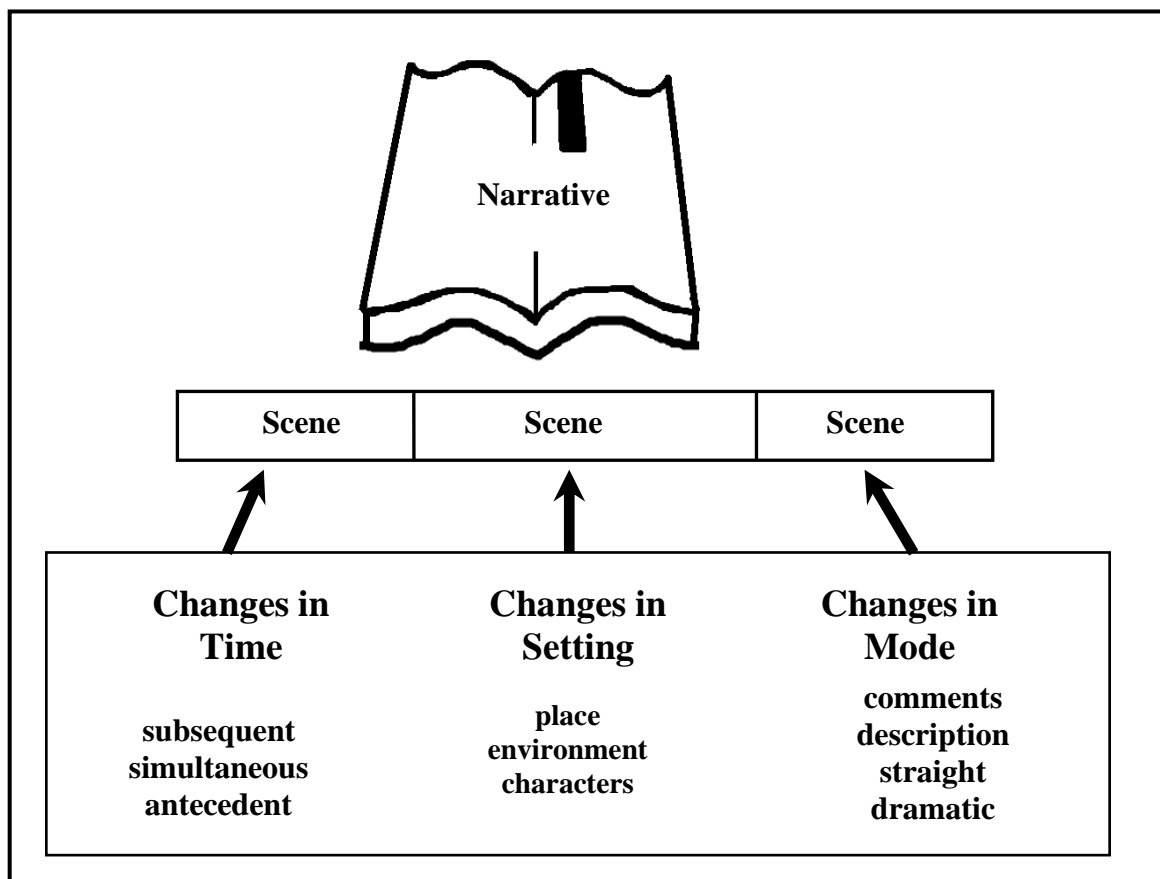 Narrative
Scene
Scene
Scene
Changes in
Time
subsequent
simultaneous
antecedent
Changes in
Setting
place
environment
characters
Changes in
Mode
comments
description
straight
dramatic